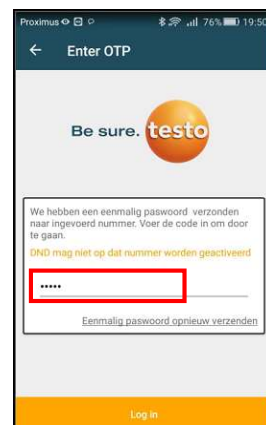 Proximus 76% 19:50
← Enter OTP
Be sure. testo
We hebben een eenmalig paswoord verzonden
naar ingevoerd nummer. Voer de code in om door
te gaan.
DND mag niet op dat nummer worden geactiveerd
•••••
Eenmalig paswoord opnieuw verzenden
Log in